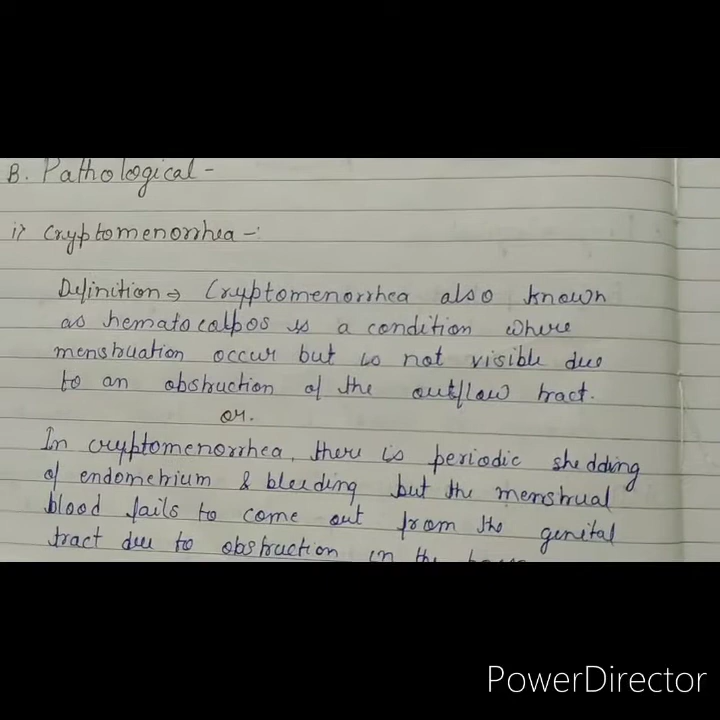 B. Pathological -
i) Cryptomenorrhea -:
Definition → Cryptomenorrhea also known
as hematocalpos is a condition where
menstruation occur but is not visible due
to an obstruction of the outflow tract.
or.
In cryptomenorrhea, there is periodic shedding
of endometrium & bleeding but the menstrual
blood fails to come out from the genital
tract due to obstruction in the
PowerDirector